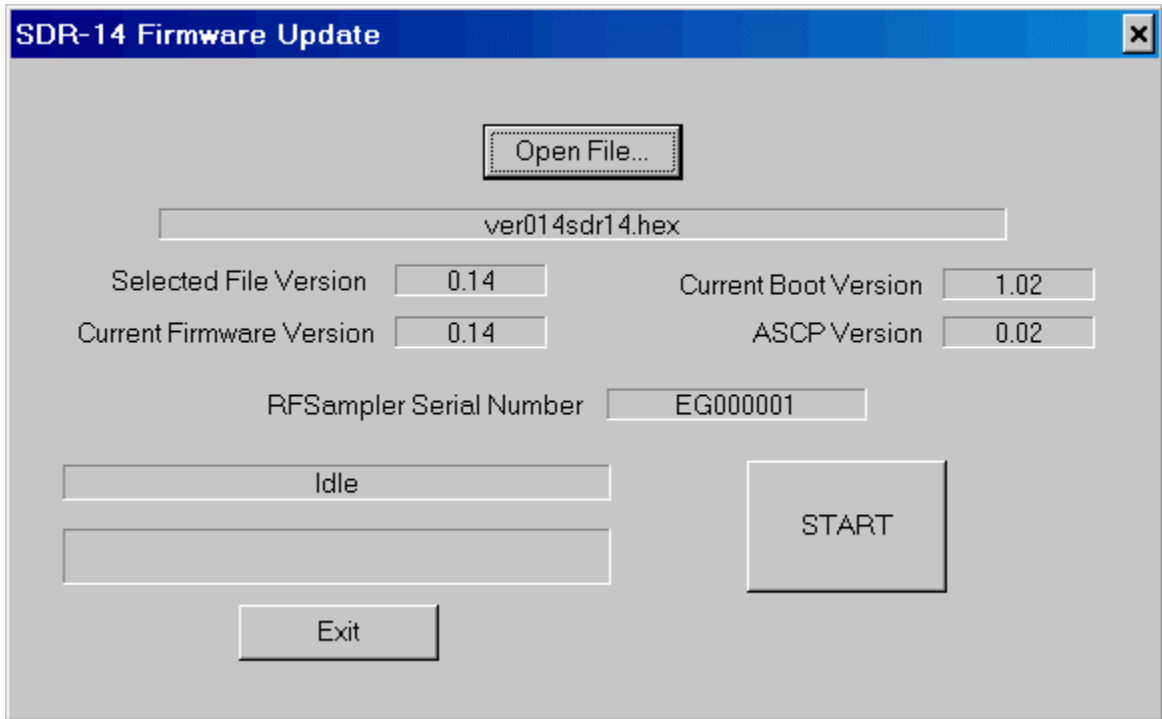 SDR-14 Firmware Update
Open File...
ver014sdr14.hex
Selected File Version 0.14 Current Boot Version 1.02
Current Firmware Version 0.14 ASCP Version 0.02
RFSampler Serial Number EG000001
Idle
START
Exit